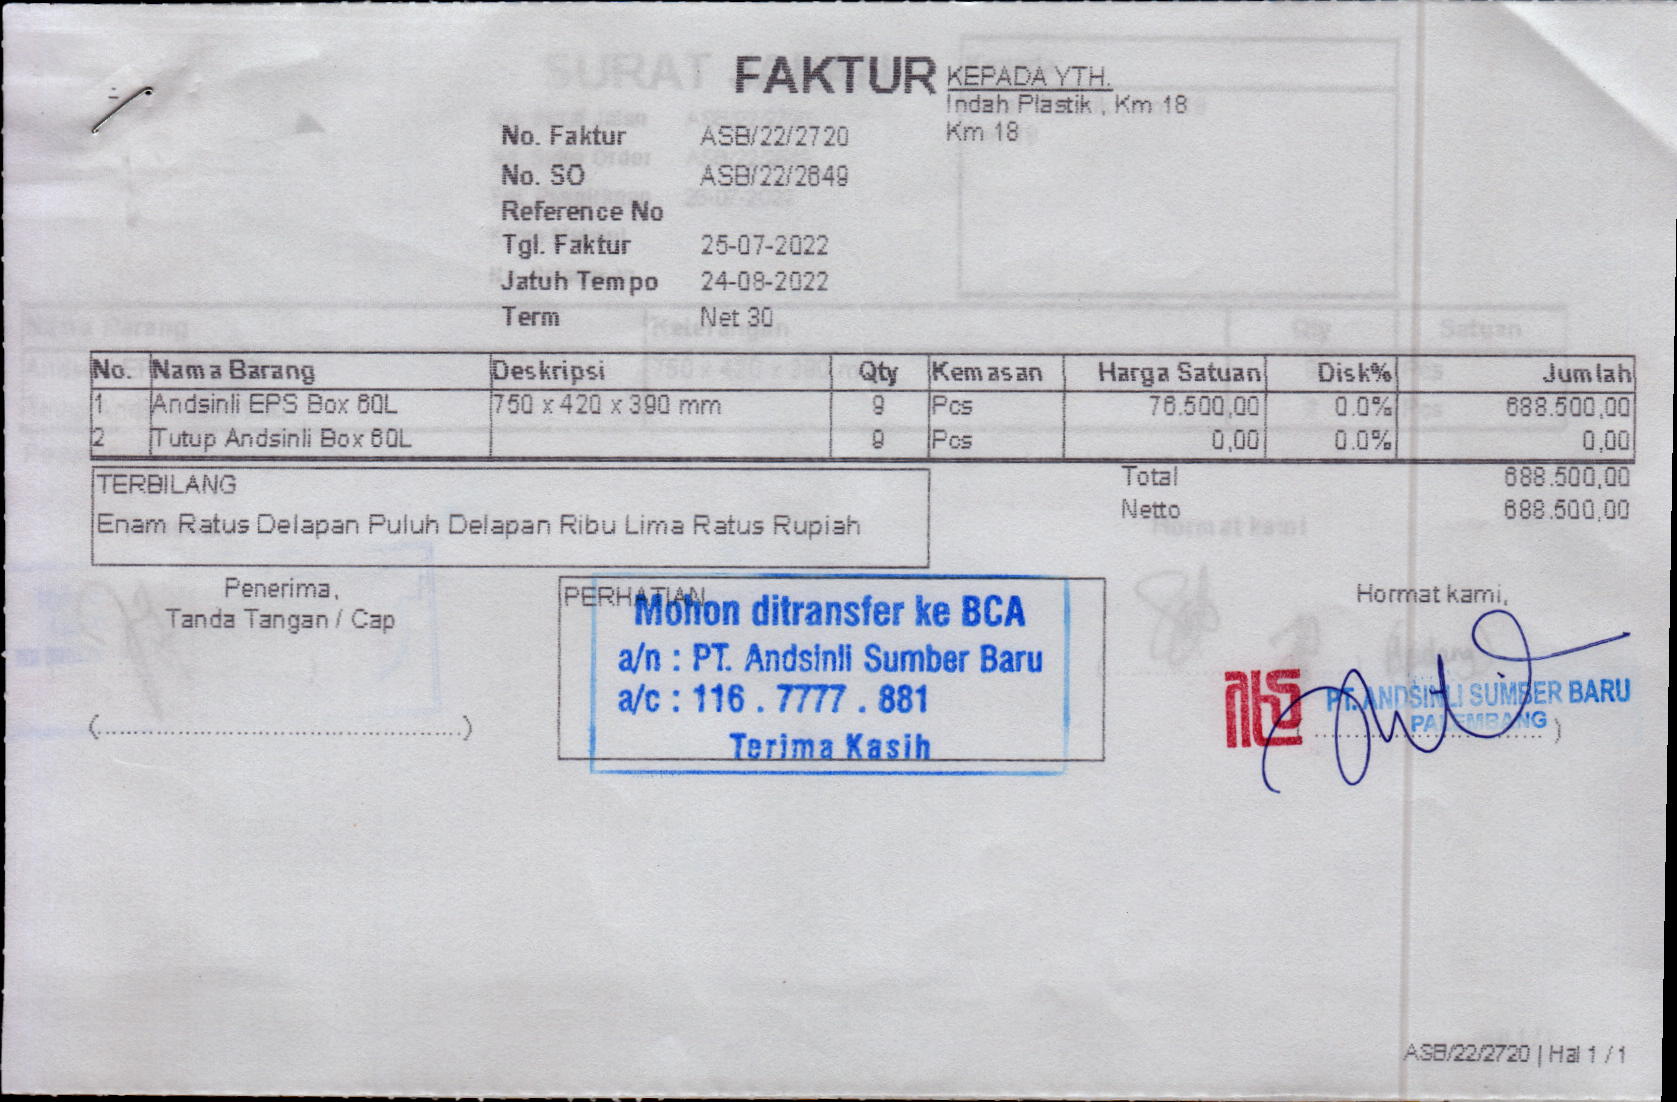 FAKTUR
KEPADA YTH.
Indah Plastik , Km 18
Km 18
No. Faktur ASB/22/2720
No. SO ASB/22/2649
Reference No
Tgl. Faktur 25-07-2022
Jatuh Tempo 24-08-2022
Term Net 30
No. Nama Barang Deskripsi Qty Kemasan Harga Satuan Disk% Jumlah
1 Andsinli EPS Box 60L 750 x 420 x 390 mm 9 Pcs 76.500,00 0.0% 688.500,00
2 Tutup Andsinli Box 60L 9 Pcs 0,00 0.0% 0,00
Total 688.500,00
Netto 688.500,00
TERBILANG
Enam Ratus Delapan Puluh Delapan Ribu Lima Ratus Rupiah
Penerima,
Tanda Tangan / Cap
(.................................................)
PERHATIAN
Mohon ditransfer ke BCA
a/n : PT. Andsinli Sumber Baru
a/c : 116 . 7777 . 881
Terima Kasih
Hormat kami,
PT. ANDSINLI SUMBER BARU
PALEMBANG
ASB/22/2720 | Hal 1 / 1